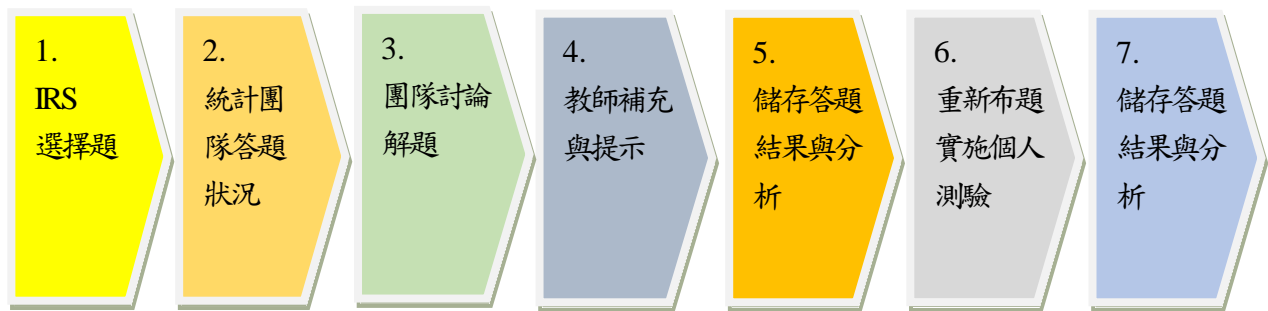 1.
IRS
選擇題
2.
統計團
隊答題
狀況
3.
團隊討論
解題
4.
教師補充
與提示
5.
儲存答題
結果與分
析
6.
重新布題
實施個人
測驗
7.
儲存答題
結果與分
析